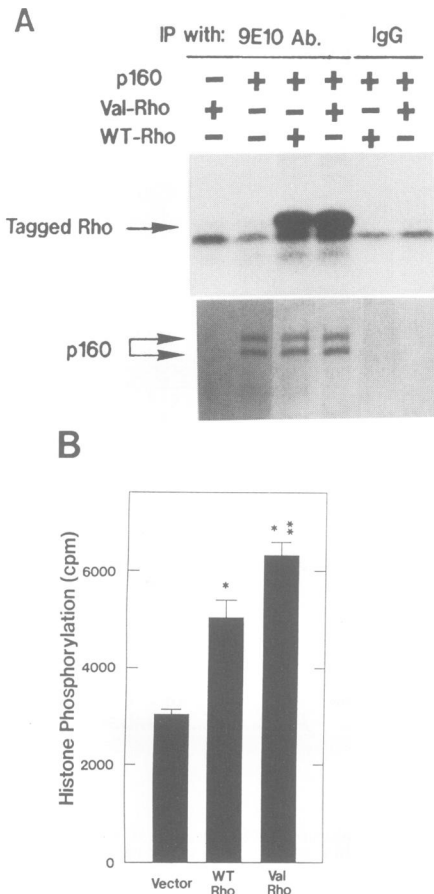 A
IP with: 9E10 Ab. IgG
p160 − + + + + +
Val-Rho + − − + − +
WT-Rho − − + − + −
Tagged Rho
p160
B
Histone Phosphorylation (cpm)
6000
4000
2000
0
* * **
Vector WT Rho Val Rho